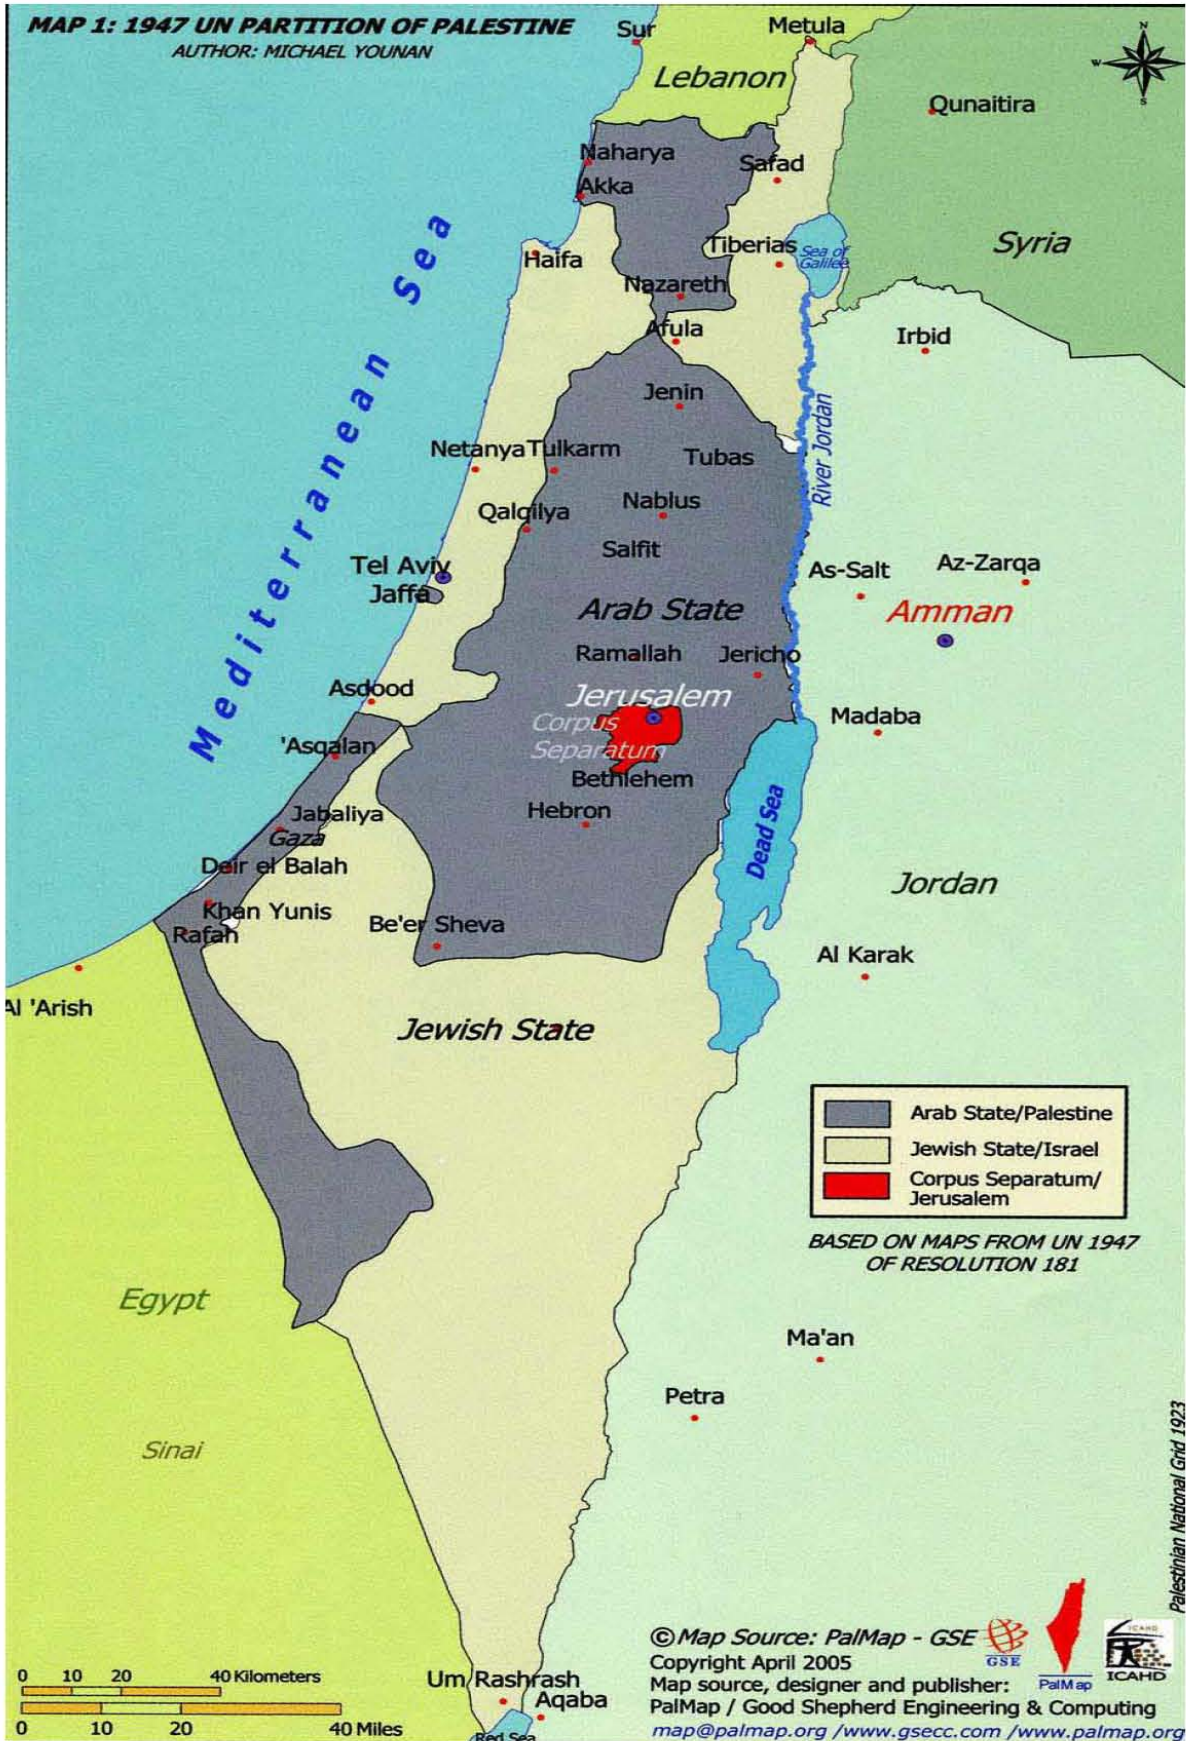 MAP 1: 1947 UN PARTITION OF PALESTINE
AUTHOR: MICHAEL YOUNAN
Sur
Metula
N
W
S
Lebanon
Qunaitira
Naharya
Safad
Akka
Mediterranean Sea
Tiberias
Sea of
Galilee
Syria
Haifa
Nazareth
Afula
Irbid
Jenin
River Jordan
Netanya
Tulkarm
Tubas
Qalqilya
Nablus
Salfit
Tel Aviv
Jaffa
As-Salt
Az-Zarqa
Arab State
Amman
Ramallah
Jericho
Asdood
Jerusalem
Corpus
Separatum
Madaba
'Asqalan
Bethlehem
Jabaliya
Hebron
Gaza
Dead Sea
Deir el Balah
Jordan
Khan Yunis
Rafah
Be'er Sheva
Al Karak
Al 'Arish
Jewish State
Arab State/Palestine
Jewish State/Israel
Corpus Separatum/
Jerusalem
BASED ON MAPS FROM UN 1947
OF RESOLUTION 181
Egypt
Ma'an
Petra
Sinai
Palestinian National Grid 1923
0 10 20 40 Kilometers
0 10 20 40 Miles
Um Rashrash
Aqaba
Red Sea
©Map Source: PalMap - GSE
Copyright April 2005
Map source, designer and publisher:
PalMap / Good Shepherd Engineering & Computing
map@palmap.org /www.gsecc.com /www.palmap.org
GSE
PalMap
ICAHD
ICAHD